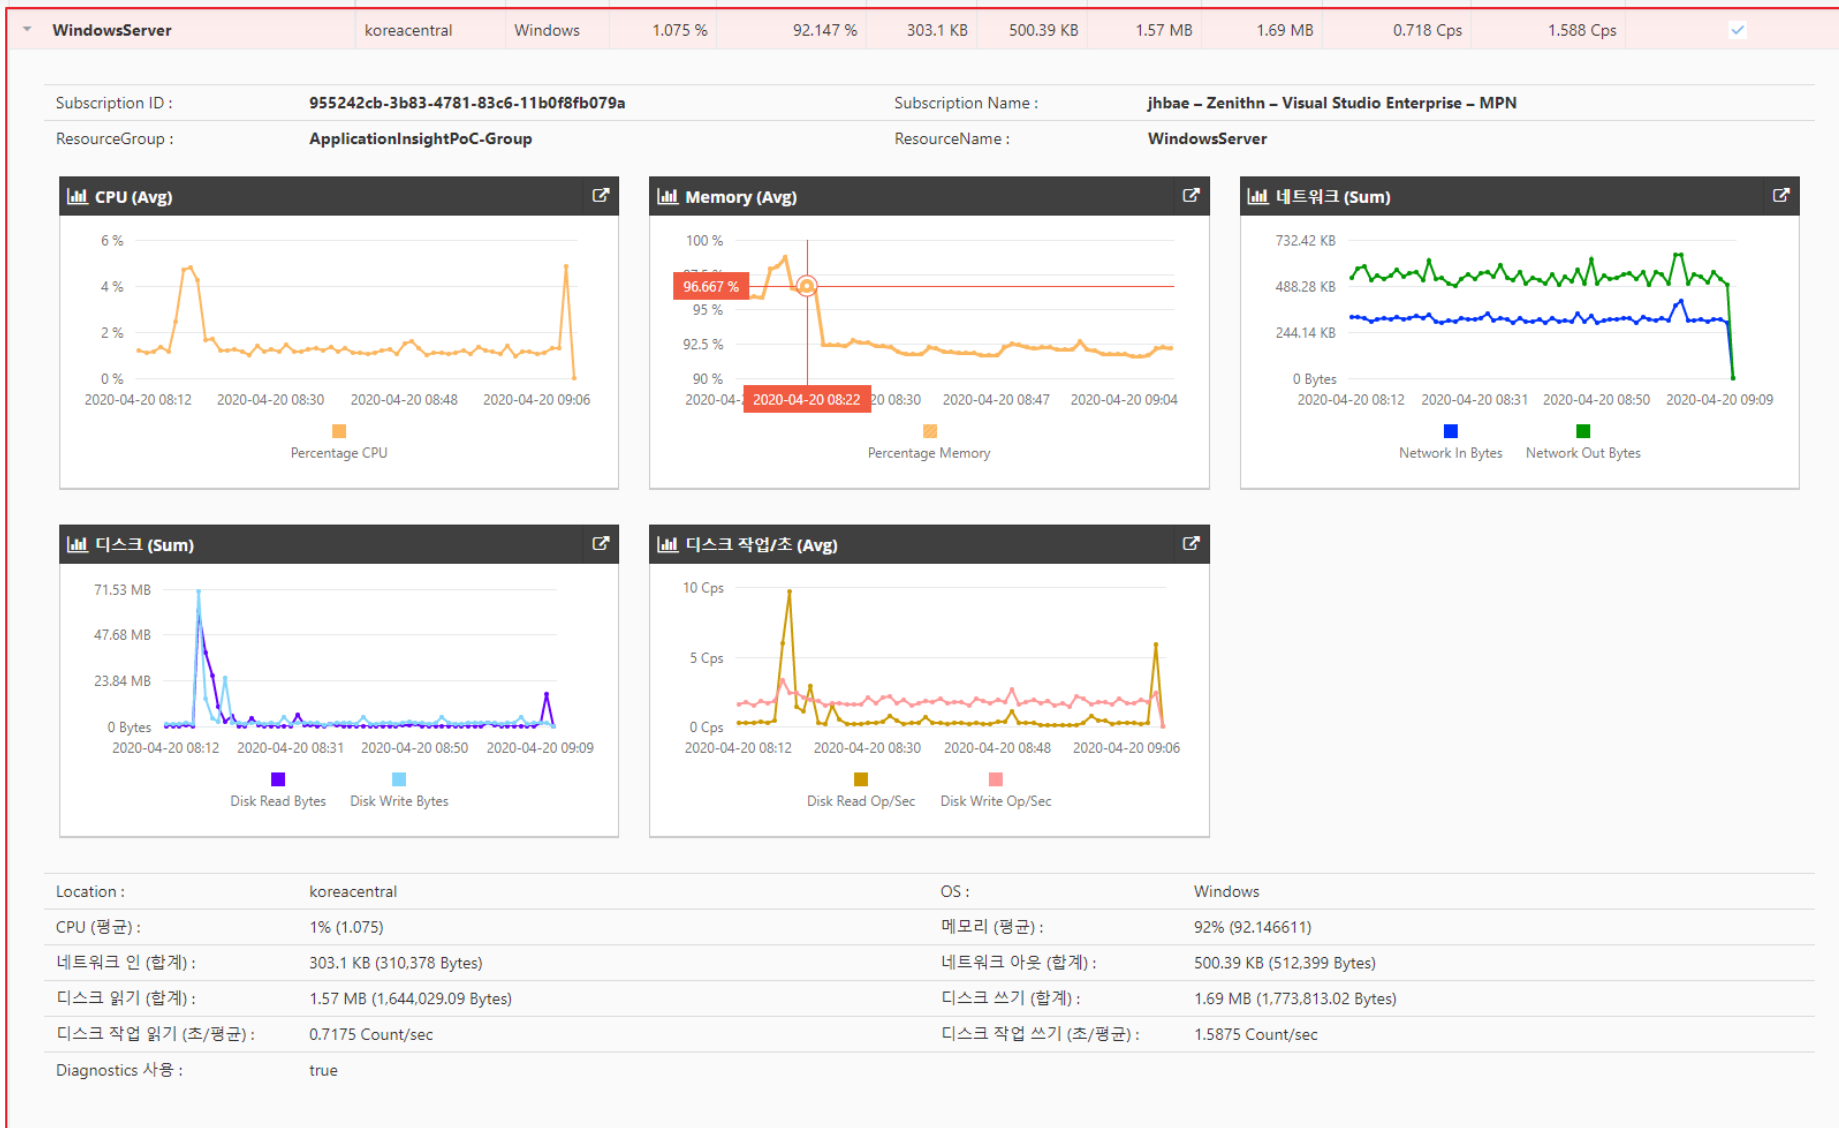 WindowsServer koreacentral Windows 1.075 % 92.147 % 303.1 KB 500.39 KB 1.57 MB 1.69 MB 0.718 Cps 1.588 Cps
Subscription ID : 955242cb-3b83-4781-83c6-11b0f8fb079a Subscription Name : jhbae – Zenithn – Visual Studio Enterprise – MPN
ResourceGroup : ApplicationInsightPoC-Group ResourceName : WindowsServer
CPU (Avg)
6 %
4 %
2 %
0 %
2020-04-20 08:12 2020-04-20 08:30 2020-04-20 08:48 2020-04-20 09:06
Percentage CPU
Memory (Avg)
100 %
96.667 %
95 %
92.5 %
90 %
2020-04- 2020-04-20 08:22 20 08:30 2020-04-20 08:47 2020-04-20 09:04
Percentage Memory
네트워크 (Sum)
732.42 KB
488.28 KB
244.14 KB
0 Bytes
2020-04-20 08:12 2020-04-20 08:31 2020-04-20 08:50 2020-04-20 09:09
Network In Bytes Network Out Bytes
디스크 (Sum)
71.53 MB
47.68 MB
23.84 MB
0 Bytes
2020-04-20 08:12 2020-04-20 08:31 2020-04-20 08:50 2020-04-20 09:09
Disk Read Bytes Disk Write Bytes
디스크 작업/초 (Avg)
10 Cps
5 Cps
0 Cps
2020-04-20 08:12 2020-04-20 08:30 2020-04-20 08:48 2020-04-20 09:06
Disk Read Op/Sec Disk Write Op/Sec
Location : koreacentral OS : Windows
CPU (평균) : 1% (1.075) 메모리 (평균) : 92% (92.146611)
네트워크 인 (합계) : 303.1 KB (310,378 Bytes) 네트워크 아웃 (합계) : 500.39 KB (512,399 Bytes)
디스크 읽기 (합계) : 1.57 MB (1,644,029.09 Bytes) 디스크 쓰기 (합계) : 1.69 MB (1,773,813.02 Bytes)
디스크 작업 읽기 (초/평균) : 0.7175 Count/sec 디스크 작업 쓰기 (초/평균) : 1.5875 Count/sec
Diagnostics 사용 : true